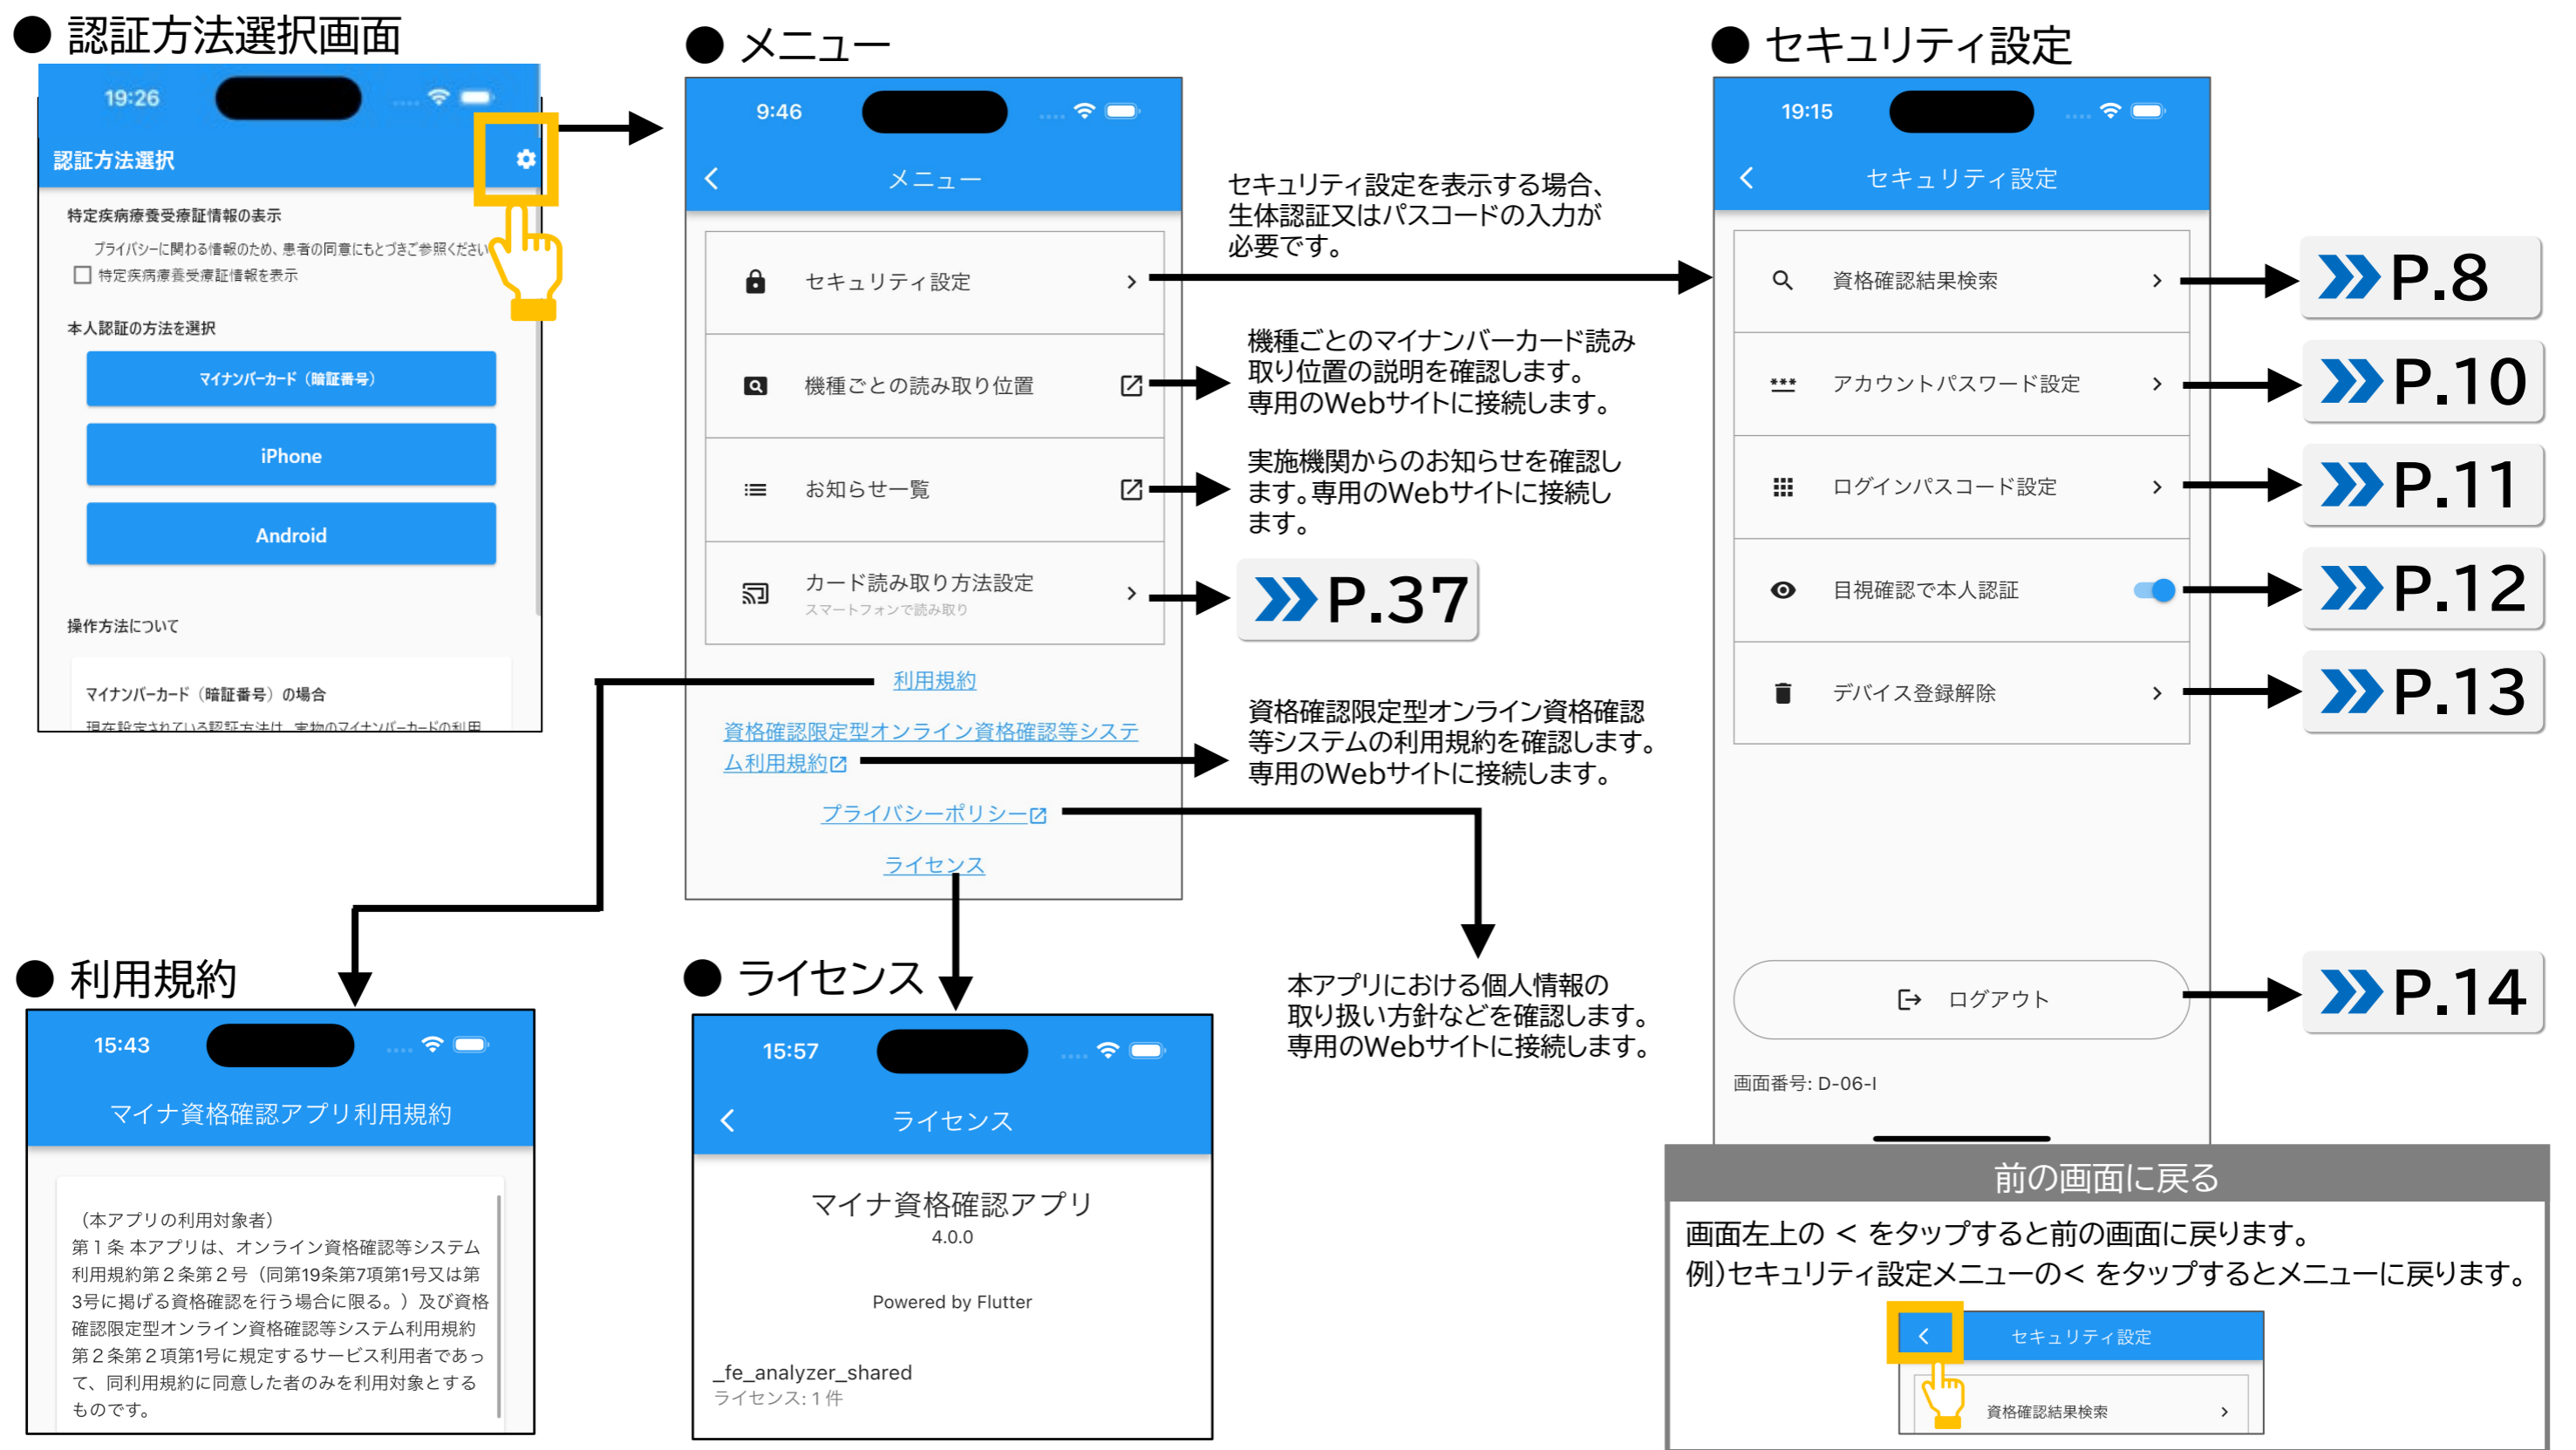 ● 認証方法選択画面
19:26
認証方法選択
特定疾病療養受療証情報の表示
プライバシーに関わる情報のため、患者の同意にもとづきご参照ください
特定疾病療養受療証情報を表示
本人認証の方法を選択
マイナンバーカード（暗証番号）
iPhone
Android
操作方法について
マイナンバーカード（暗証番号）の場合
現在設定されている認証方法は、実物のマイナンバーカードの利用
● メニュー
9:46
メニュー
セキュリティ設定
機種ごとの読み取り位置
お知らせ一覧
カード読み取り方法設定
スマートフォンで読み取り
利用規約
資格確認限定型オンライン資格確認等システ
ム利用規約
プライバシーポリシー
ライセンス
セキュリティ設定を表示する場合、
生体認証又はパスコードの入力が
必要です。
機種ごとのマイナンバーカード読み
取り位置の説明を確認します。
専用のWebサイトに接続します。
実施機関からのお知らせを確認し
ます。専用のWebサイトに接続し
ます。
P.37
資格確認限定型オンライン資格確認
等システムの利用規約を確認します。
専用のWebサイトに接続します。
本アプリにおける個人情報の
取り扱い方針などを確認します。
専用のWebサイトに接続します。
● セキュリティ設定
19:15
セキュリティ設定
資格確認結果検索
P.8
アカウントパスワード設定
P.10
ログインパスコード設定
P.11
目視確認で本人認証
P.12
デバイス登録解除
P.13
ログアウト
P.14
画面番号: D-06-I
● 利用規約
15:43
マイナ資格確認アプリ利用規約
（本アプリの利用対象者）
第１条 本アプリは、オンライン資格確認等システム
利用規約第２条第２号（同第19条第7項第1号又は第
3号に掲げる資格確認を行う場合に限る。）及び資格
確認限定型オンライン資格確認等システム利用規約
第２条第２項第1号に規定するサービス利用者であっ
て、同利用規約に同意した者のみを利用対象とする
ものです。
● ライセンス
15:57
ライセンス
マイナ資格確認アプリ
4.0.0
Powered by Flutter
_fe_analyzer_shared
ライセンス: 1 件
前の画面に戻る
画面左上の < をタップすると前の画面に戻ります。
例)セキュリティ設定メニューの< をタップするとメニューに戻ります。
セキュリティ設定
資格確認結果検索